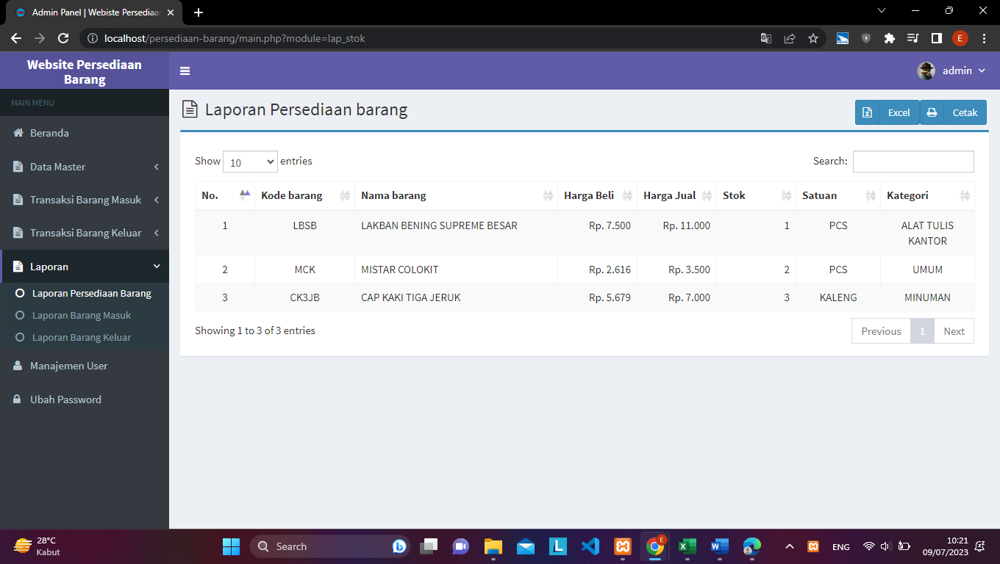 Admin Panel | Webiste Persediaan
localhost/persediaan-barang/main.php?module=lap_stok
E
Website Persediaan
Barang
admin
MAIN MENU
Beranda
Data Master
Transaksi Barang Masuk
Transaksi Barang Keluar
Laporan
Laporan Persediaan Barang
Laporan Barang Masuk
Laporan Barang Keluar
Manajemen User
Ubah Password
Laporan Persediaan barang
Excel Cetak
Show 10 entries Search:
No. Kode barang Nama barang Harga Beli Harga Jual Stok Satuan Kategori
1 LBSB LAKBAN BENING SUPREME BESAR Rp. 7.500 Rp. 11.000 1 PCS ALAT TULIS
KANTOR
2 MCK MISTAR COLOKIT Rp. 2.616 Rp. 3.500 2 PCS UMUM
3 CK3JB CAP KAKI TIGA JERUK Rp. 5.679 Rp. 7.000 3 KALENG MINUMAN
Showing 1 to 3 of 3 entries Previous 1 Next
28°C
Kabut
Search
L
E
ENG
10:21
09/07/2023